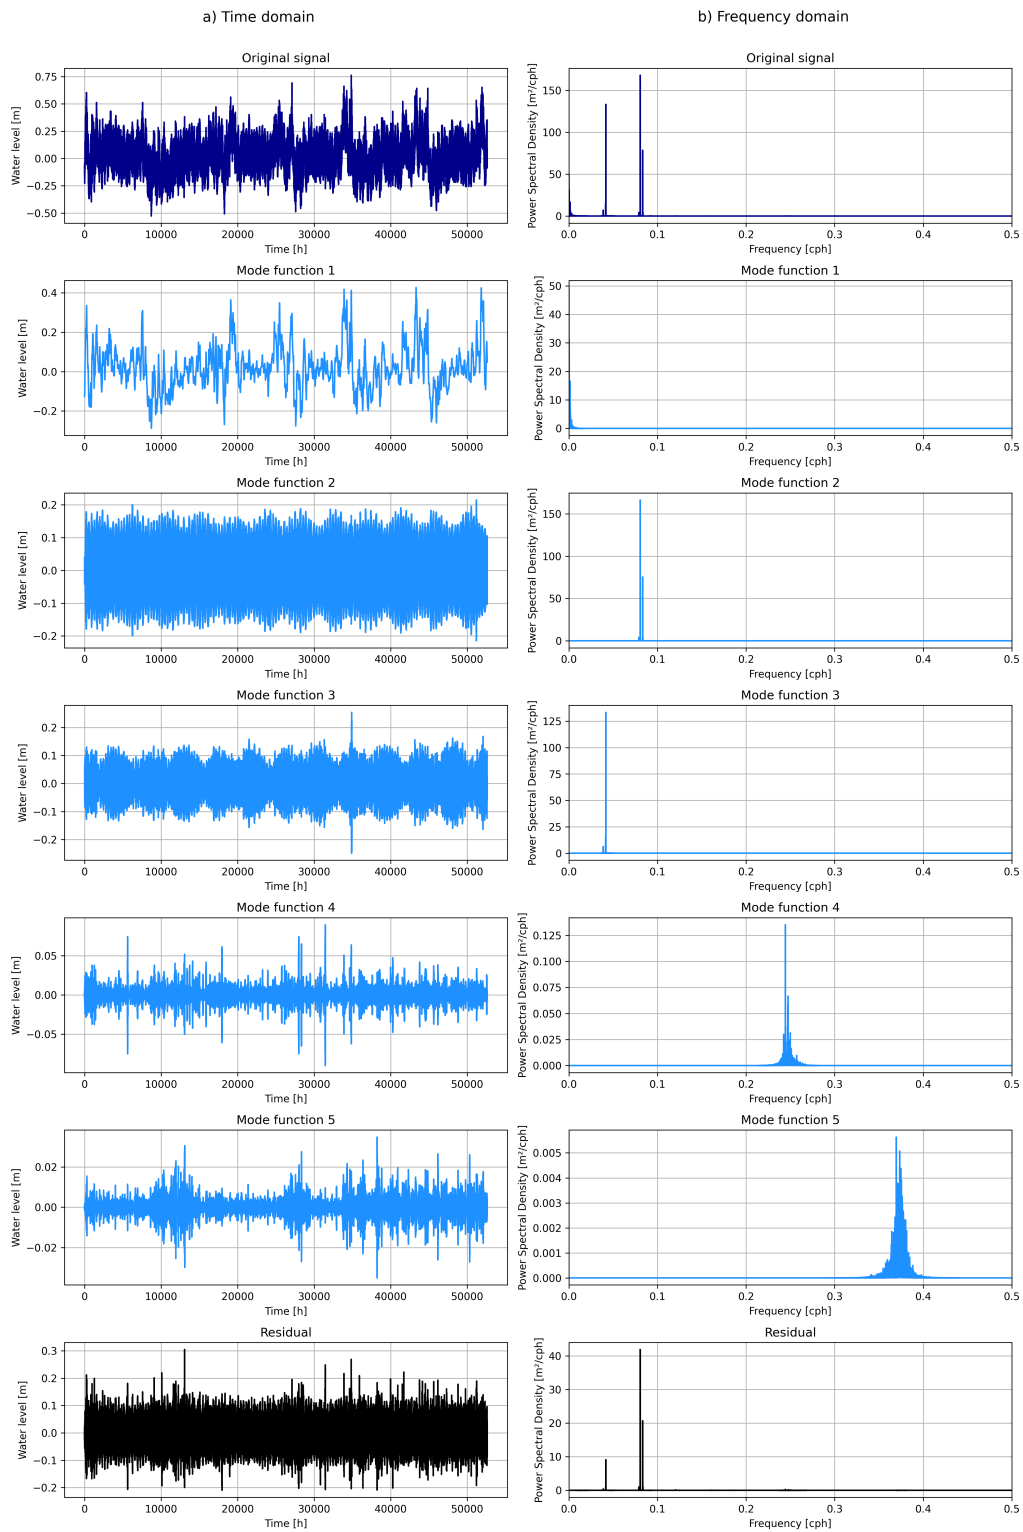 a) Time domain
b) Frequency domain
Original signal
Water level [m]
0.75
0.50
0.25
0.00
−0.25
−0.50
0 10000 20000 30000 40000 50000
Time [h]
Original signal
Power Spectral Density [m²/cph]
150
100
50
0
0.0 0.1 0.2 0.3 0.4 0.5
Frequency [cph]
Mode function 1
Water level [m]
0.4
0.2
0.0
−0.2
0 10000 20000 30000 40000 50000
Time [h]
Mode function 1
Power Spectral Density [m²/cph]
50
40
30
20
10
0
0.0 0.1 0.2 0.3 0.4 0.5
Frequency [cph]
Mode function 2
Water level [m]
0.2
0.1
0.0
−0.1
−0.2
0 10000 20000 30000 40000 50000
Time [h]
Mode function 2
Power Spectral Density [m²/cph]
150
100
50
0
0.0 0.1 0.2 0.3 0.4 0.5
Frequency [cph]
Mode function 3
Water level [m]
0.2
0.1
0.0
−0.1
−0.2
0 10000 20000 30000 40000 50000
Time [h]
Mode function 3
Power Spectral Density [m²/cph]
125
100
75
50
25
0
0.0 0.1 0.2 0.3 0.4 0.5
Frequency [cph]
Mode function 4
Water level [m]
0.05
0.00
−0.05
0 10000 20000 30000 40000 50000
Time [h]
Mode function 4
Power Spectral Density [m²/cph]
0.125
0.100
0.075
0.050
0.025
0.000
0.0 0.1 0.2 0.3 0.4 0.5
Frequency [cph]
Mode function 5
Water level [m]
0.02
0.00
−0.02
0 10000 20000 30000 40000 50000
Time [h]
Mode function 5
Power Spectral Density [m²/cph]
0.005
0.004
0.003
0.002
0.001
0.000
0.0 0.1 0.2 0.3 0.4 0.5
Frequency [cph]
Residual
Water level [m]
0.3
0.2
0.1
0.0
−0.1
−0.2
0 10000 20000 30000 40000 50000
Time [h]
Residual
Power Spectral Density [m²/cph]
40
30
20
10
0
0.0 0.1 0.2 0.3 0.4 0.5
Frequency [cph]